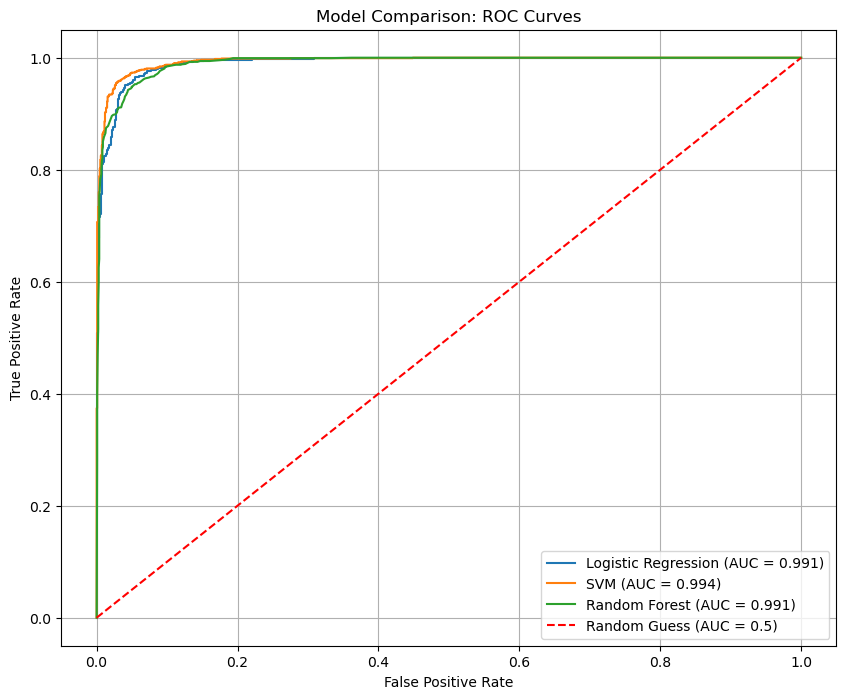 Model Comparison: ROC Curves
True Positive Rate
1.0
0.8
0.6
0.4
0.2
0.0
0.0 0.2 0.4 0.6 0.8 1.0
False Positive Rate
Logistic Regression (AUC = 0.991)
SVM (AUC = 0.994)
Random Forest (AUC = 0.991)
Random Guess (AUC = 0.5)